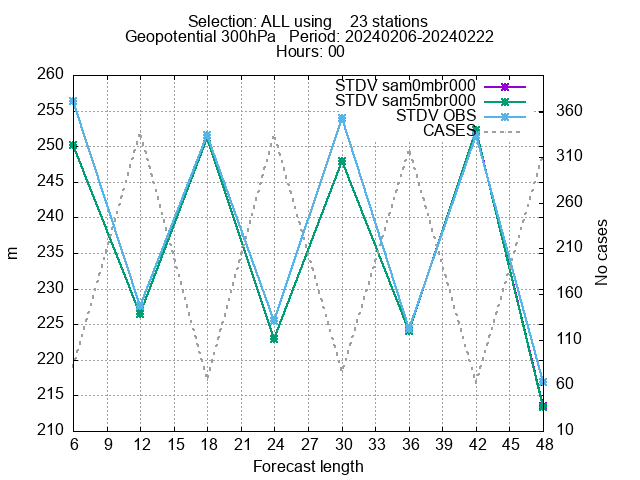 Selection: ALL using    23 stations
Geopotential 300hPa   Period: 20240206-20240222
Hours: 00
STDV sam0mbr000
STDV sam5mbr000
STDV OBS
CASES
260
255
250
245
240
235
230
225
220
215
210
m
360
310
260
210
160
110
60
10
No cases
6 9 12 15 18 21 24 27 30 33 36 39 42 45 48
Forecast length